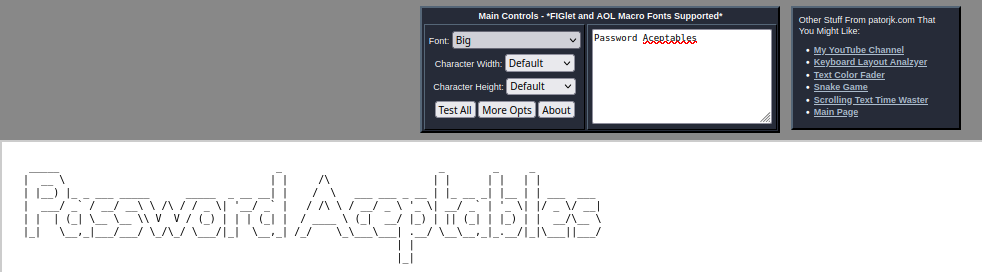 Main Controls - *FIGlet and AOL Macro Fonts Supported*
Font: Big
Character Width: Default
Character Height: Default
Test All More Opts About
Password Aceptables
Other Stuff From patorjk.com That
You Might Like:
My YouTube Channel
Keyboard Layout Analzyer
Text Color Fader
Snake Game
Scrolling Text Time Waster
Main Page
Password Aceptables